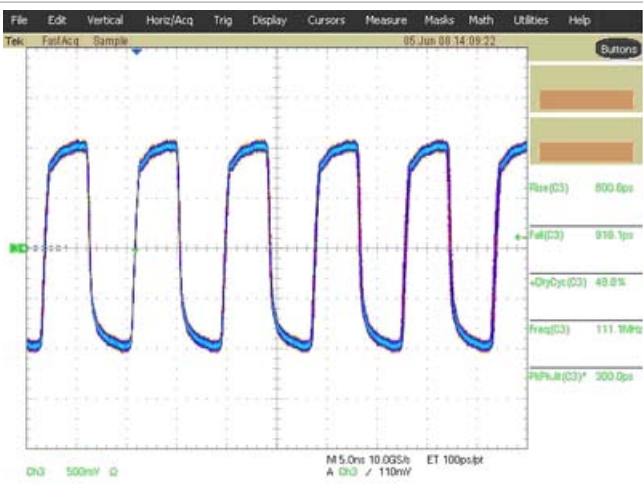 File Edit Vertical Horiz/Acq Trig Display Cursors Measure Masks Math Utilities Help
Tek FastAcq Sample 05 Jun 08 14:09:22
Buttons
Rise(C3) 800.6ps
Fall(C3) 918.1ps
+DtyCyc(C3) 48.8%
Freq(C3) 111.1MHz
PkPkJit(C3)* 300.0ps
M 5.0ns 10.0GS/s ET 100ps/pt
Ch3 500mV Ω A Ch3 ∕ 110mV